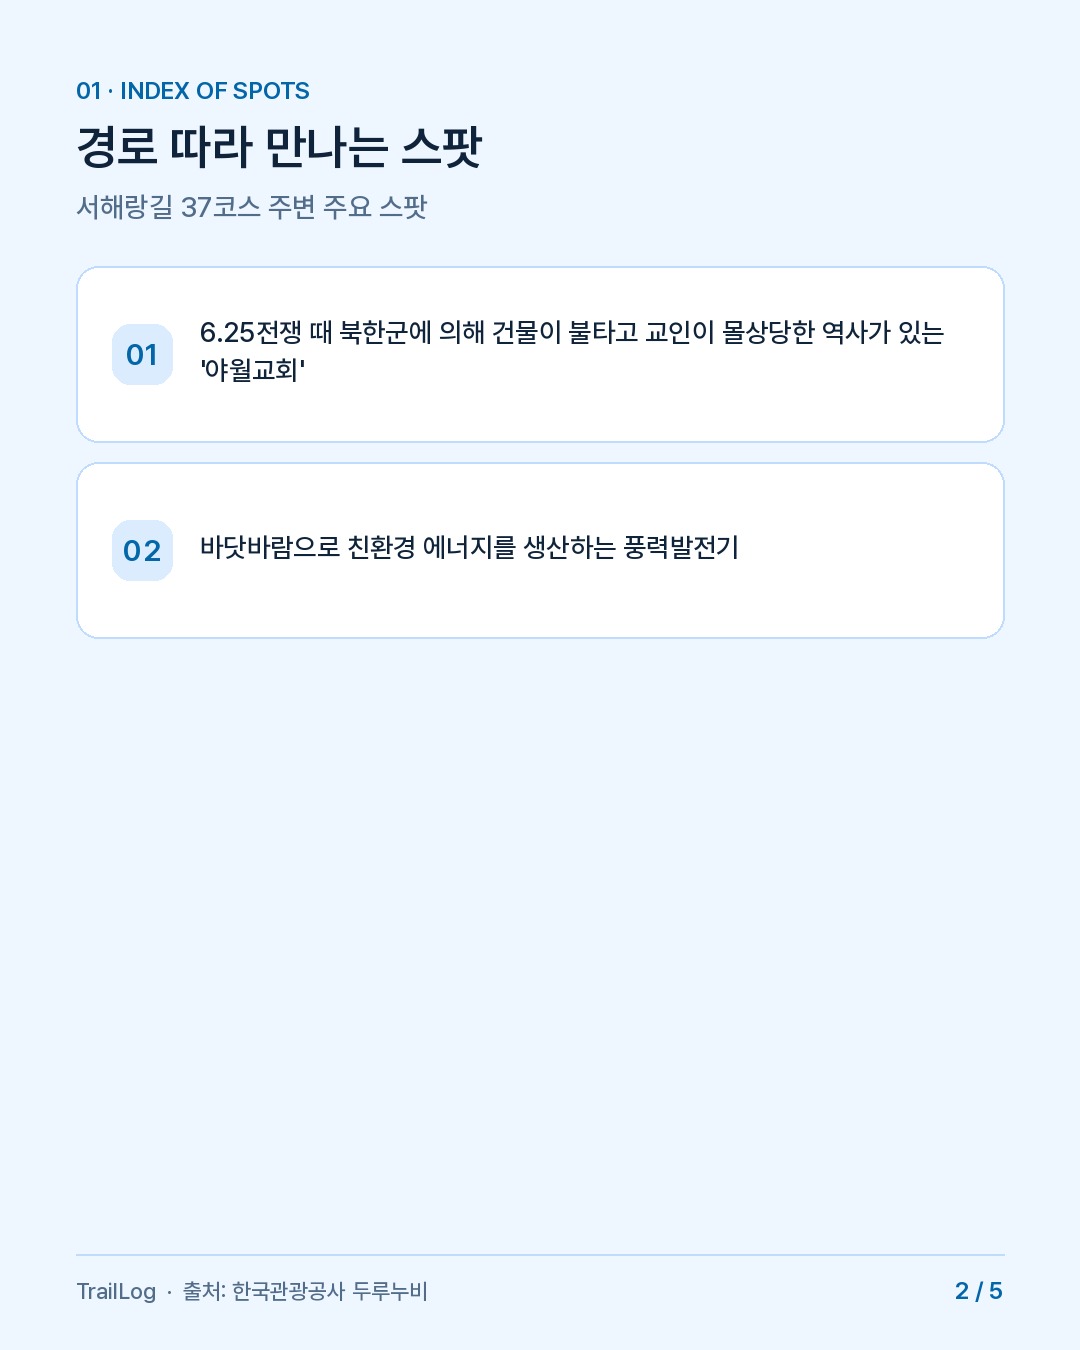 01 · INDEX OF SPOTS
경로 따라 만나는 스팟
서해랑길 37코스 주변 주요 스팟
01
6.25전쟁 때 북한군에 의해 건물이 불타고 교인이 몰상당한 역사가 있는
'야월교회'
02
바닷바람으로 친환경 에너지를 생산하는 풍력발전기
TrailLog · 출처: 한국관광공사 두루누비
2 / 5